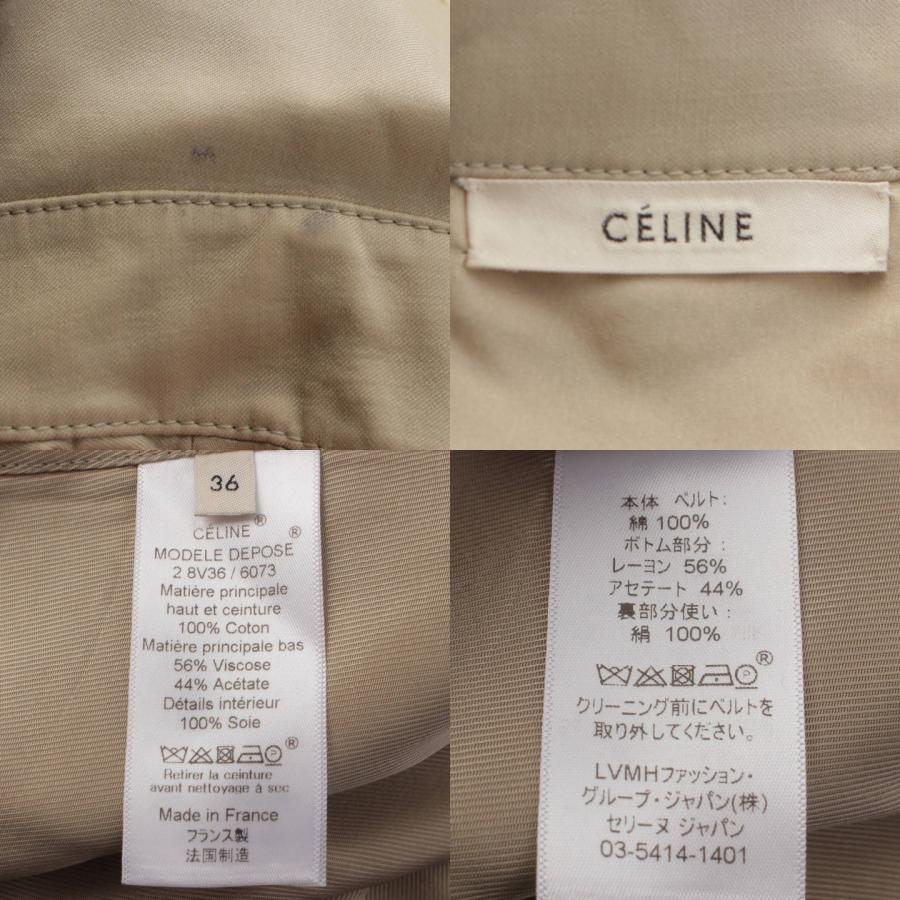 CÉLINE
36
CÉLINE®
MODELE DEPOSE ®
2 8V36 / 6073
Matière principale
haut et ceinture
100% Coton
Matière principale bas
56% Viscose
44% Acétate
Détails intérieur
100% Soie
®
Retirer la ceinture
avant nettoyage à sec
Made in France
フランス製
法国制造
本体 ベルト:
綿 100%
ボトム部分 :
レーヨン 56%
アセテート 44%
裏部分使い :
絹 100%
®
クリーニング前にベルトを
取り外してください。
LVMHファッション・
グループ・ジャパン(株)
セリーヌ ジャパン
03-5414-1401